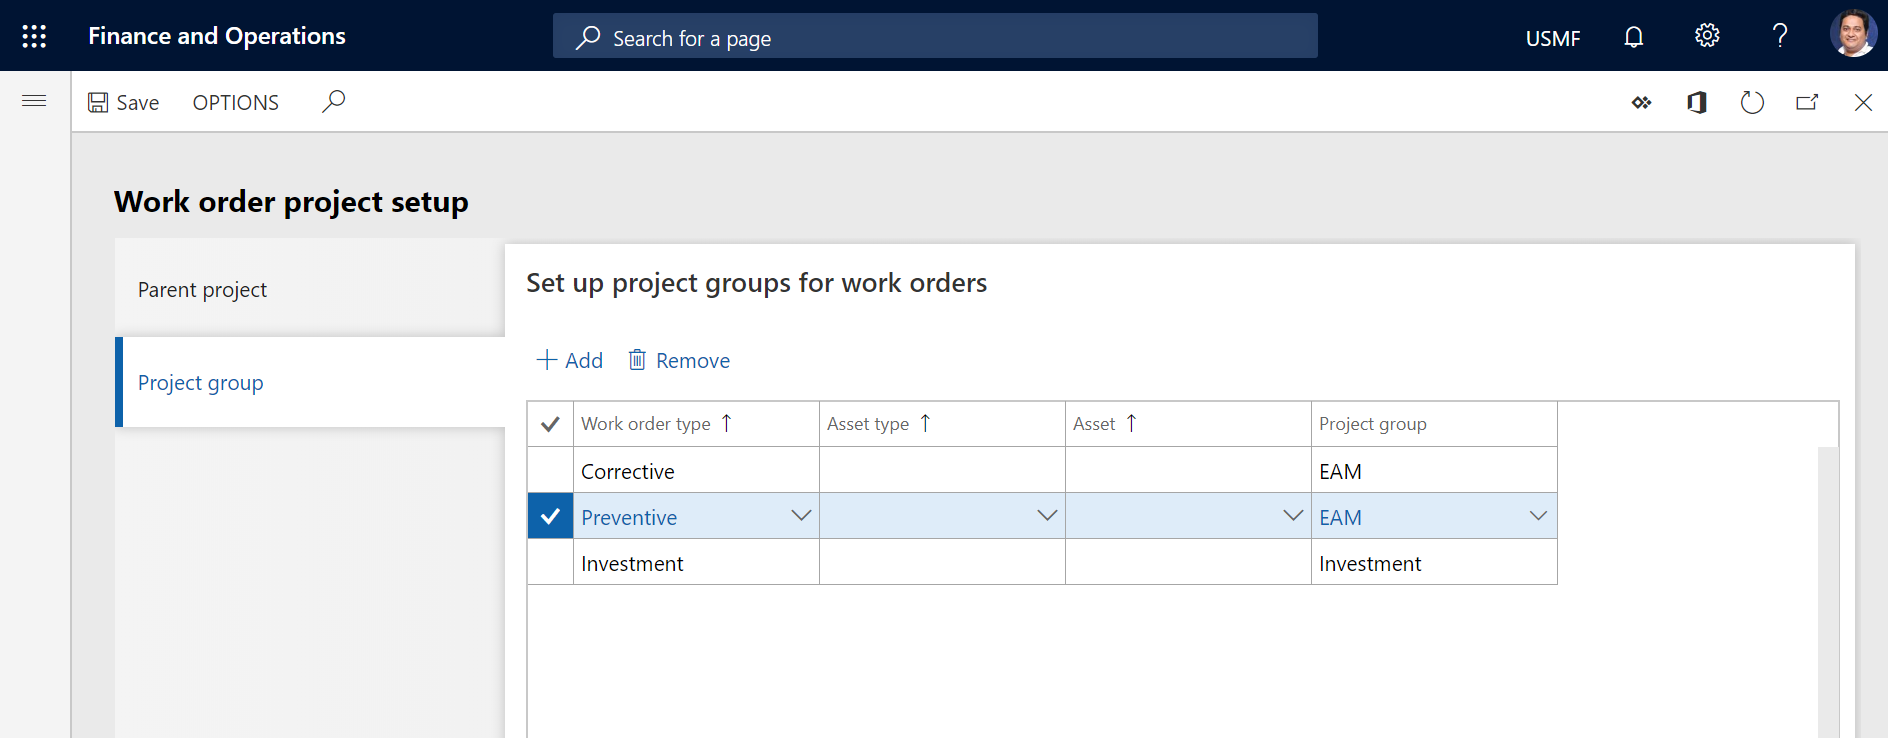 Finance and Operations
Search for a page
USMF
Save
OPTIONS
Work order project setup
Parent project
Project group
Set up project groups for work orders
Add
Remove
Work order type Asset type Asset Project group
Corrective EAM
Preventive EAM
Investment Investment